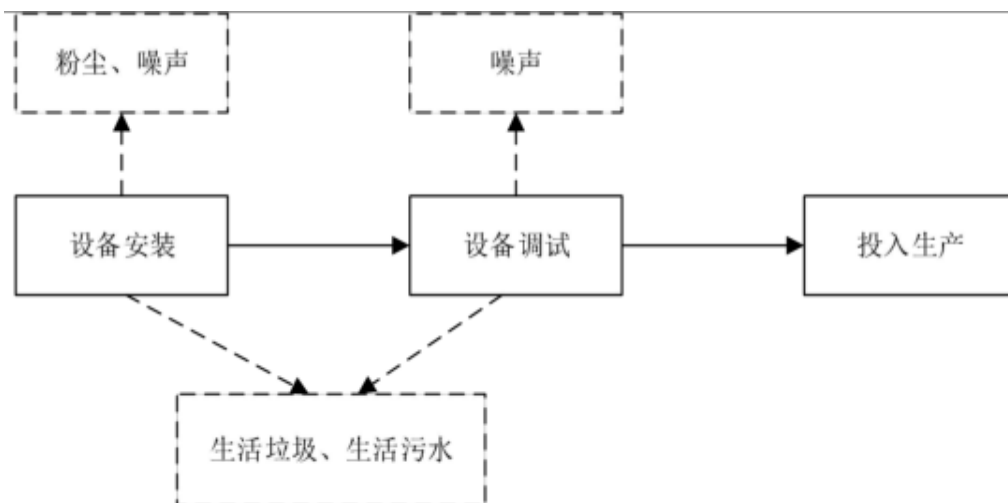 粉尘、噪声
噪声
设备安装
设备调试
投入生产
生活垃圾、生活污水